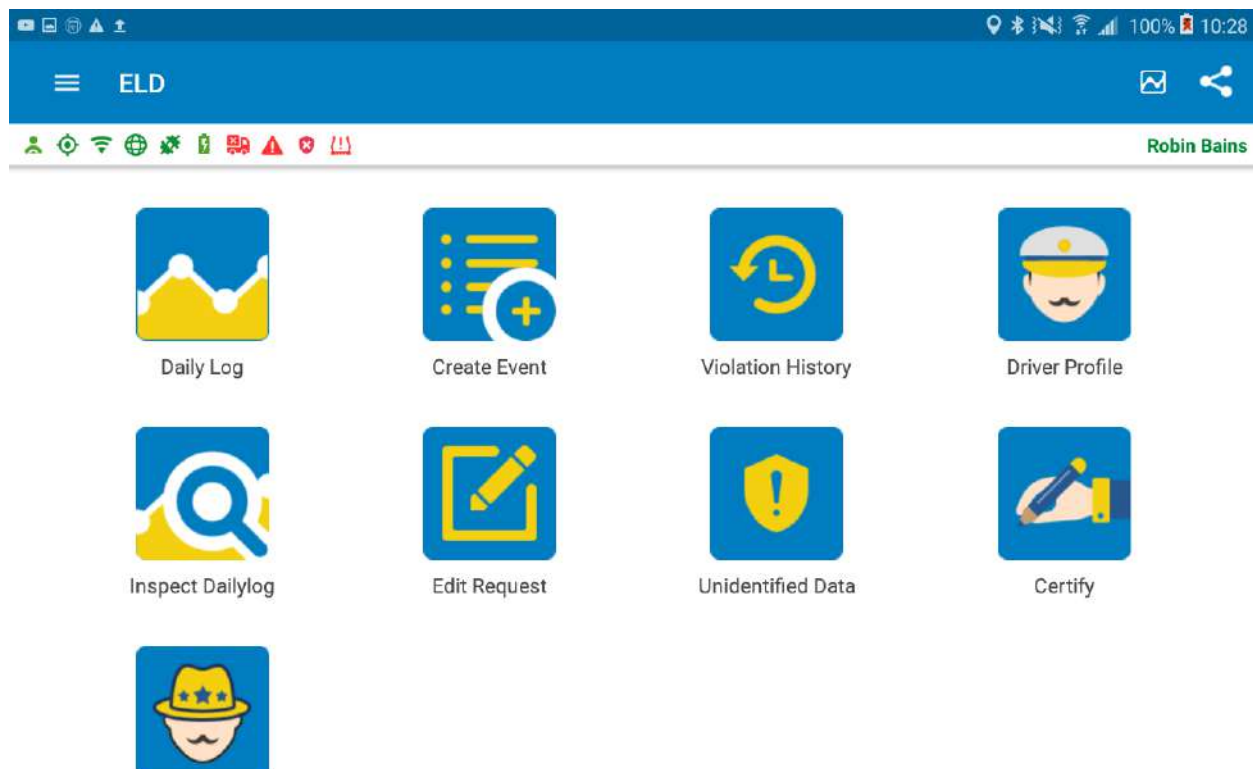 100% 10:28
ELD
Robin Bains
Daily Log
Create Event
Violation History
Driver Profile
Inspect Dailylog
Edit Request
Unidentified Data
Certify